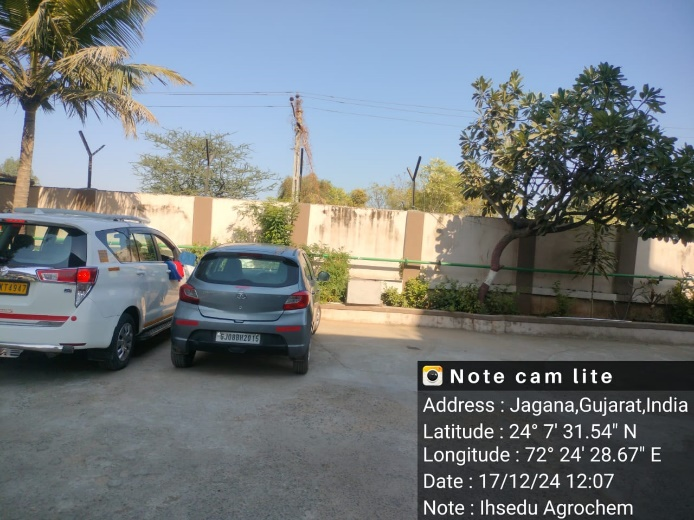 GJ08BH2015
Note cam lite
Address : Jagana,Gujarat,India
Latitude : 24° 7' 31.54" N
Longitude : 72° 24' 28.67" E
Date : 17/12/24 12:07
Note : Ihsedu Agrochem